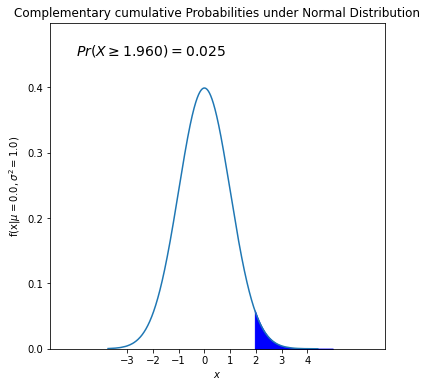 Complementary cumulative Probabilities under Normal Distribution
Pr(X ≥ 1.960) = 0.025
f(x|μ = 0.0, σ² = 1.0)
0.4
0.3
0.2
0.1
0.0
−3 −2 −1 0 1 2 3 4
x